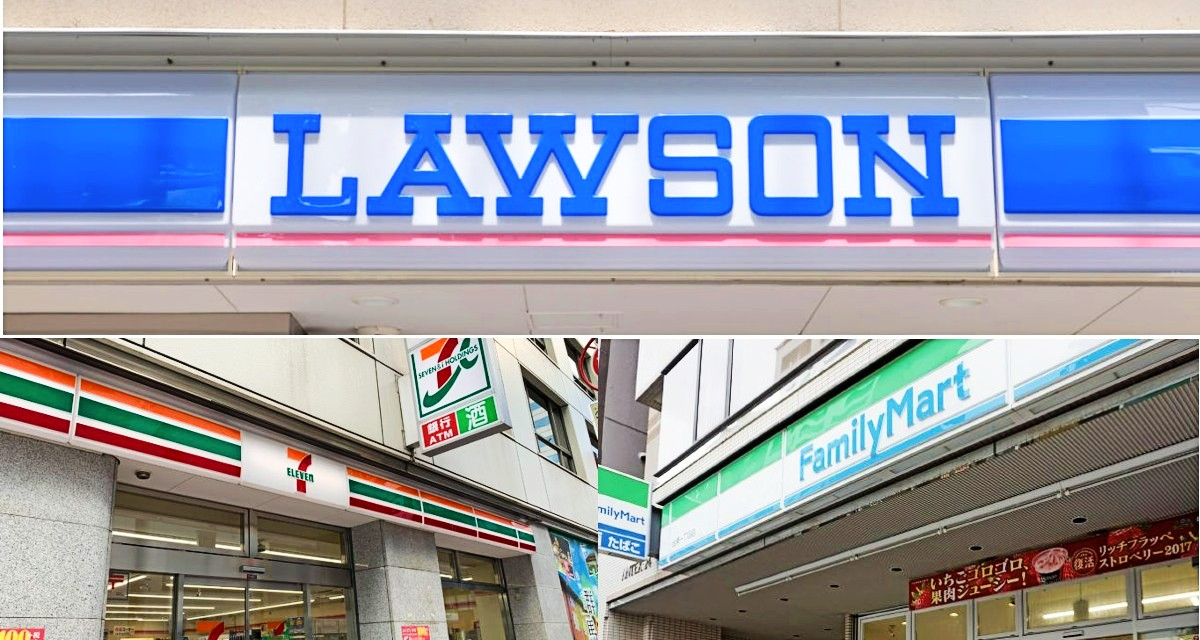 LAWSON
SEVEN & i HOLDINGS
銀行
ATM
酒
7
ELEVEN
FamilyMart
milyMart
たばこ
いちごゴロゴロ、
果肉ジューシー!
復活
リッチフラッペ
ストロベリー2017